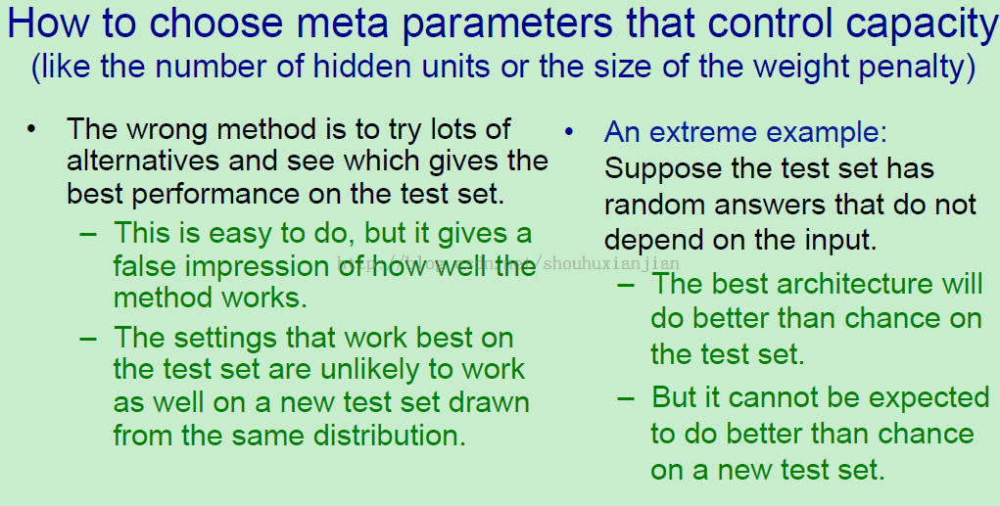 How to choose meta parameters that control capacity
(like the number of hidden units or the size of the weight penalty)
• The wrong method is to try lots of
alternatives and see which gives the
best performance on the test set.
– This is easy to do, but it gives a
false impression of how well the
method works.
– The settings that work best on
the test set are unlikely to work
as well on a new test set drawn
from the same distribution.
• An extreme example:
Suppose the test set has
random answers that do not
depend on the input.
– The best architecture will
do better than chance on
the test set.
– But it cannot be expected
to do better than chance
on a new test set.
http://blog.csdn.net/shouhuxianjian